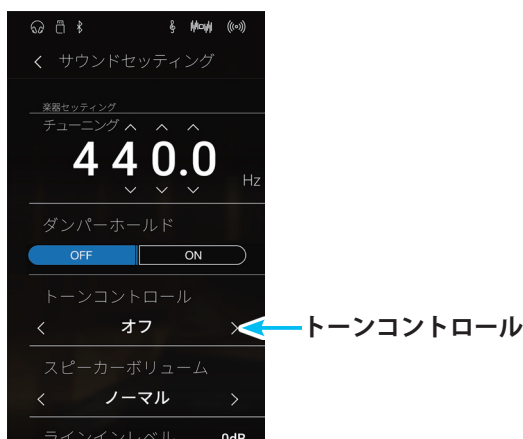 サウンドセッティング
楽器セッティング
チューニング
440.0
Hz
ダンパーホールド
OFF ON
トーンコントロール
オフ
トーンコントロール
スピーカーボリューム
ノーマル
ラインインレベル 0dB